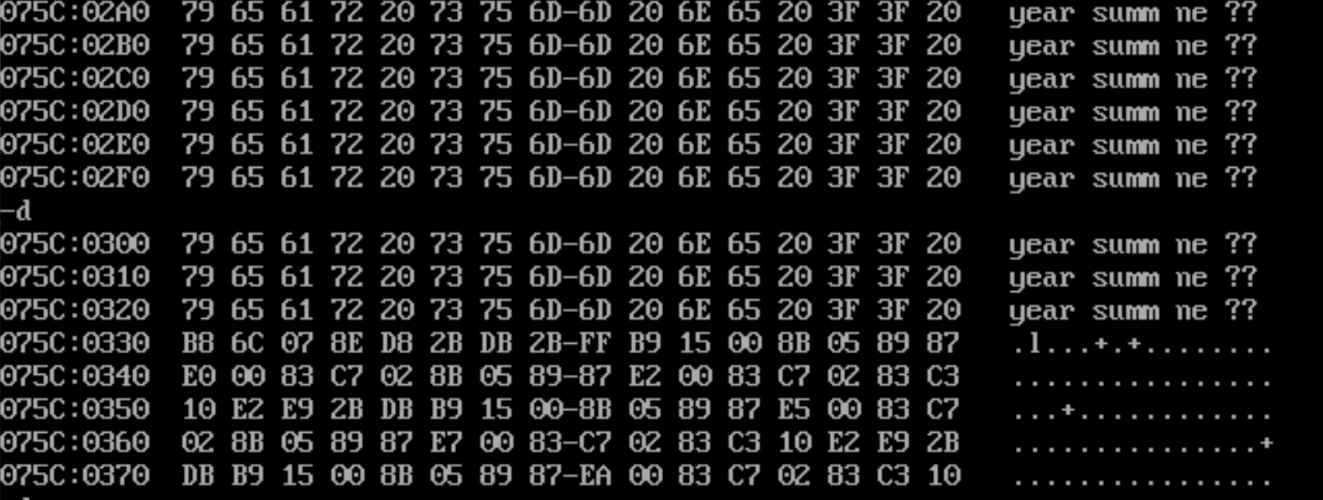 075C:02A0  79 65 61 72 20 73 75 6D-6D 20 6E 65 20 3F 3F 20   year summ ne ??
075C:02B0  79 65 61 72 20 73 75 6D-6D 20 6E 65 20 3F 3F 20   year summ ne ??
075C:02C0  79 65 61 72 20 73 75 6D-6D 20 6E 65 20 3F 3F 20   year summ ne ??
075C:02D0  79 65 61 72 20 73 75 6D-6D 20 6E 65 20 3F 3F 20   year summ ne ??
075C:02E0  79 65 61 72 20 73 75 6D-6D 20 6E 65 20 3F 3F 20   year summ ne ??
075C:02F0  79 65 61 72 20 73 75 6D-6D 20 6E 65 20 3F 3F 20   year summ ne ??
-d
075C:0300  79 65 61 72 20 73 75 6D-6D 20 6E 65 20 3F 3F 20   year summ ne ??
075C:0310  79 65 61 72 20 73 75 6D-6D 20 6E 65 20 3F 3F 20   year summ ne ??
075C:0320  79 65 61 72 20 73 75 6D-6D 20 6E 65 20 3F 3F 20   year summ ne ??
075C:0330  B8 6C 07 8E D8 2B DB 2B-FF B9 15 00 8B 05 89 87   .l...+.+........
075C:0340  E0 00 83 C7 02 8B 05 89-87 E2 00 83 C7 02 83 C3   ................
075C:0350  10 E2 E9 2B DB B9 15 00-8B 05 89 87 E5 00 83 C7   ...+............
075C:0360  02 8B 05 89 87 E7 00 83-C7 02 83 C3 10 E2 E9 2B   ...............+
075C:0370  DB B9 15 00 8B 05 89 87-EA 00 83 C7 02 83 C3 10   ................